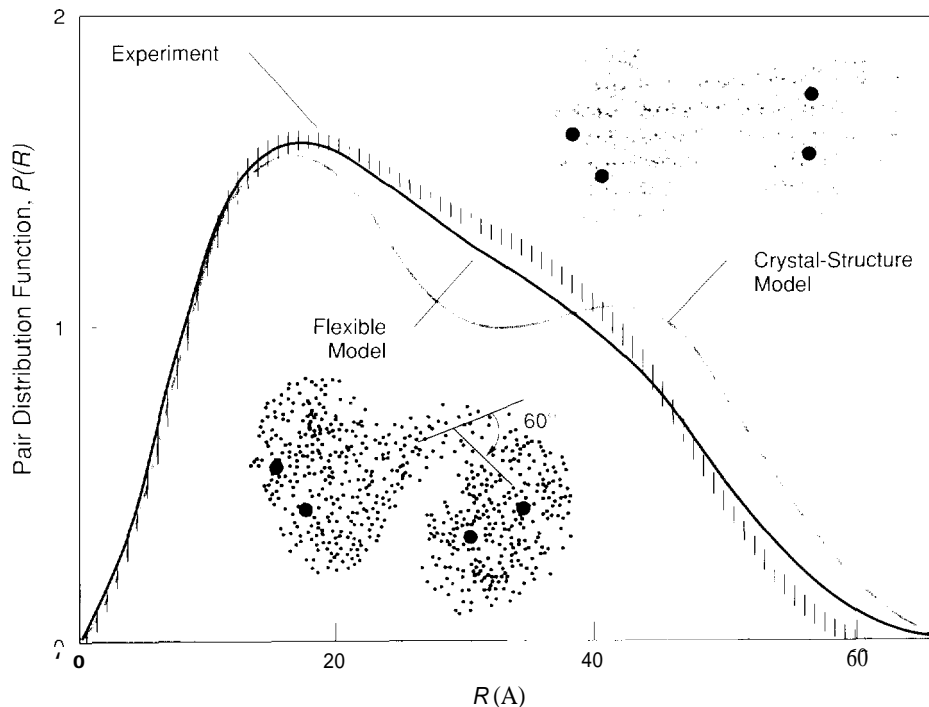 2
Experiment
Pair Distribution Function, P(R)
Crystal-Structure
Model
1
Flexible
Model
60°
0
0
20
40
60
R (A)